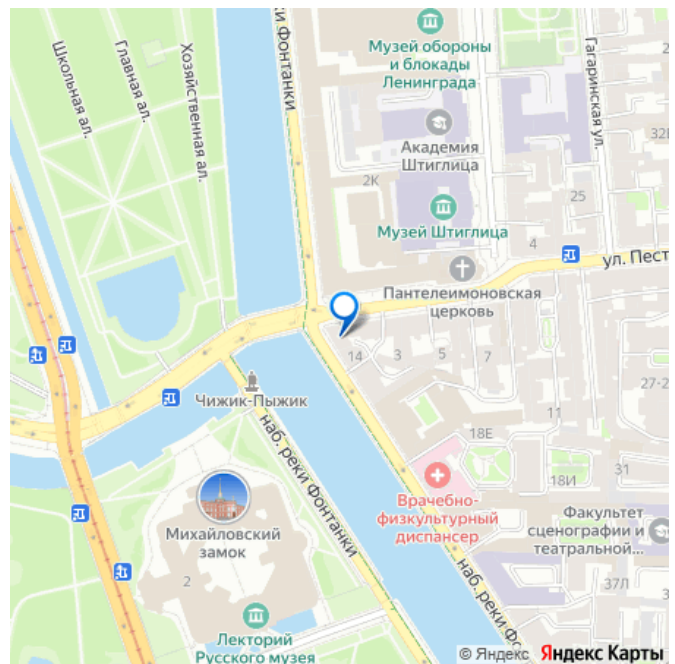 Школьная ал.
Главная ал.
Хозяйственная ал.
ки Фонтанки
Музей обороны
и блокады
Ленинграда
Гагаринская ул.
32
Академия
Штиглица
2К
25
Музей Штиглица
4
ул. Пест
Пантелеимоновская
церковь
14
3
5
7
27-2
Чижик-Пыжик
11
наб. реки Фонтанки
18Е
31
18И
Врачебно-
физкультурный
диспансер
Факультет
сценографии и
театральной...
Михайловский
замок
2
37Л
наб. реки Фо
Лекторий
Русского музея
© Яндекс Яндекс Карты